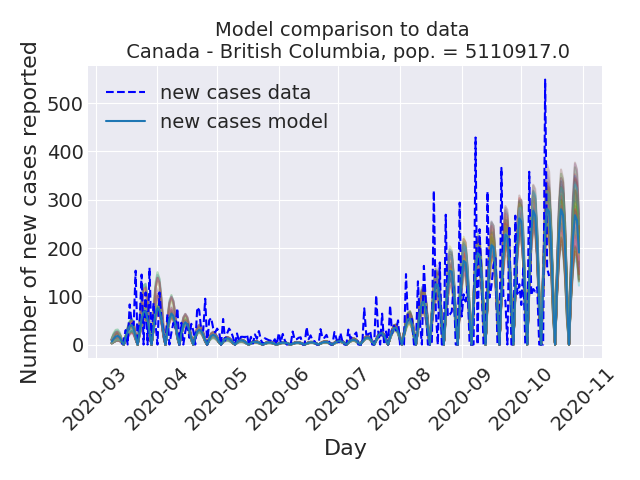 Model comparison to data
Canada - British Columbia, pop. = 5110917.0
Number of new cases reported
500
400
300
200
100
0
new cases data
new cases model
2020-03
2020-04
2020-05
2020-06
2020-07
2020-08
2020-09
2020-10
2020-11
Day